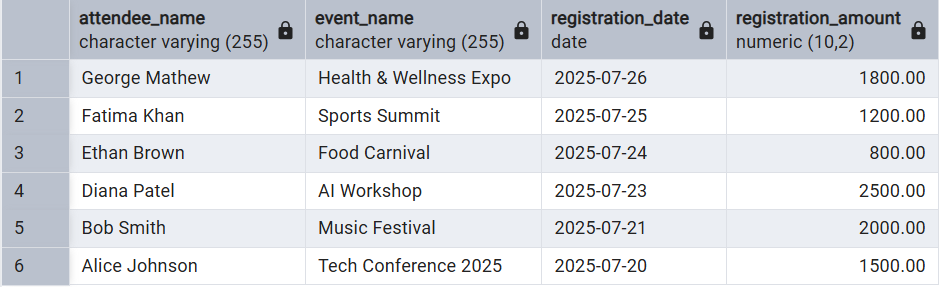 attendee_name event_name registration_date registration_amount
character varying (255) character varying (255) date numeric (10,2)
1 George Mathew Health & Wellness Expo 2025-07-26 1800.00
2 Fatima Khan Sports Summit 2025-07-25 1200.00
3 Ethan Brown Food Carnival 2025-07-24 800.00
4 Diana Patel AI Workshop 2025-07-23 2500.00
5 Bob Smith Music Festival 2025-07-21 2000.00
6 Alice Johnson Tech Conference 2025 2025-07-20 1500.00